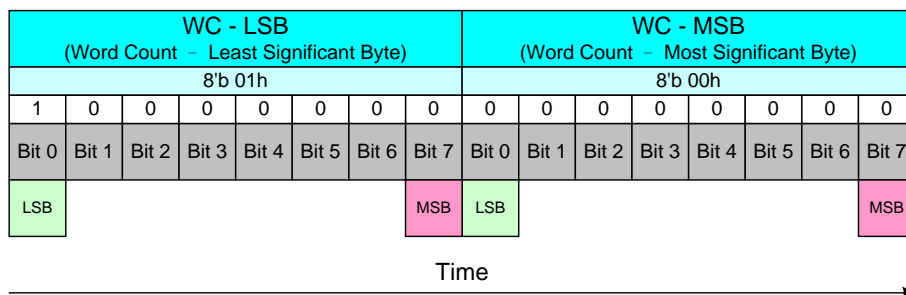 WC - LSB WC - MSB
(Word Count – Least Significant Byte) (Word Count – Most Significant Byte)
8'b 01h 8'b 00h
1 0 0 0 0 0 0 0 0 0 0 0 0 0 0 0
Bit 0 Bit 1 Bit 2 Bit 3 Bit 4 Bit 5 Bit 6 Bit 7 Bit 0 Bit 1 Bit 2 Bit 3 Bit 4 Bit 5 Bit 6 Bit 7
LSB MSB LSB MSB
Time